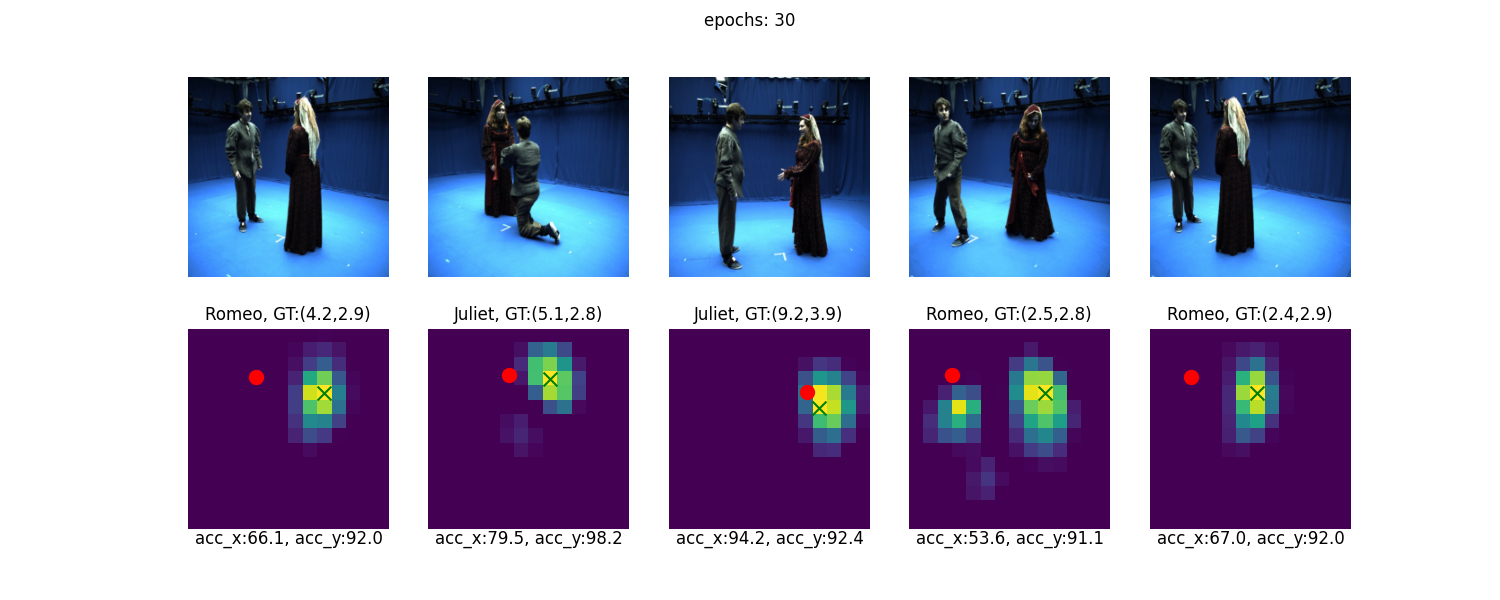 epochs: 30
Romeo, GT:(4.2,2.9)
Juliet, GT:(5.1,2.8)
Juliet, GT:(9.2,3.9)
Romeo, GT:(2.5,2.8)
Romeo, GT:(2.4,2.9)
acc_x:66.1, acc_y:92.0
acc_x:79.5, acc_y:98.2
acc_x:94.2, acc_y:92.4
acc_x:53.6, acc_y:91.1
acc_x:67.0, acc_y:92.0